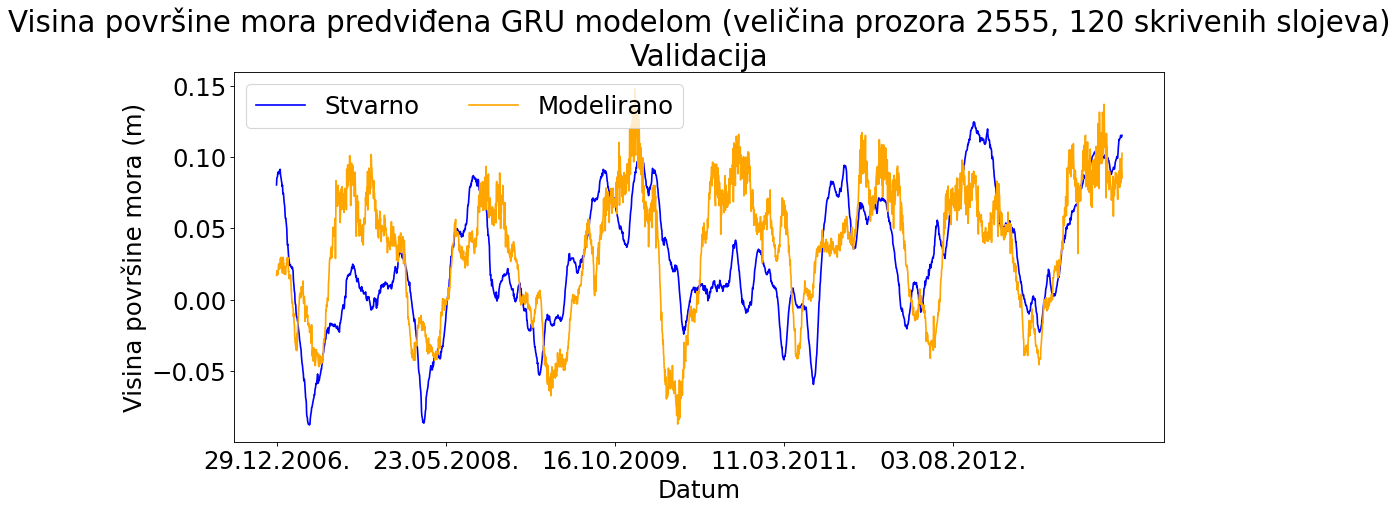 Visina površine mora predviđena GRU modelom (veličina prozora 2555, 120 skrivenih slojeva)
Validacija
Stvarno
Modelirano
Visina površine mora (m)
0.15
0.10
0.05
0.00
−0.05
29.12.2006.
23.05.2008.
16.10.2009.
11.03.2011.
03.08.2012.
Datum